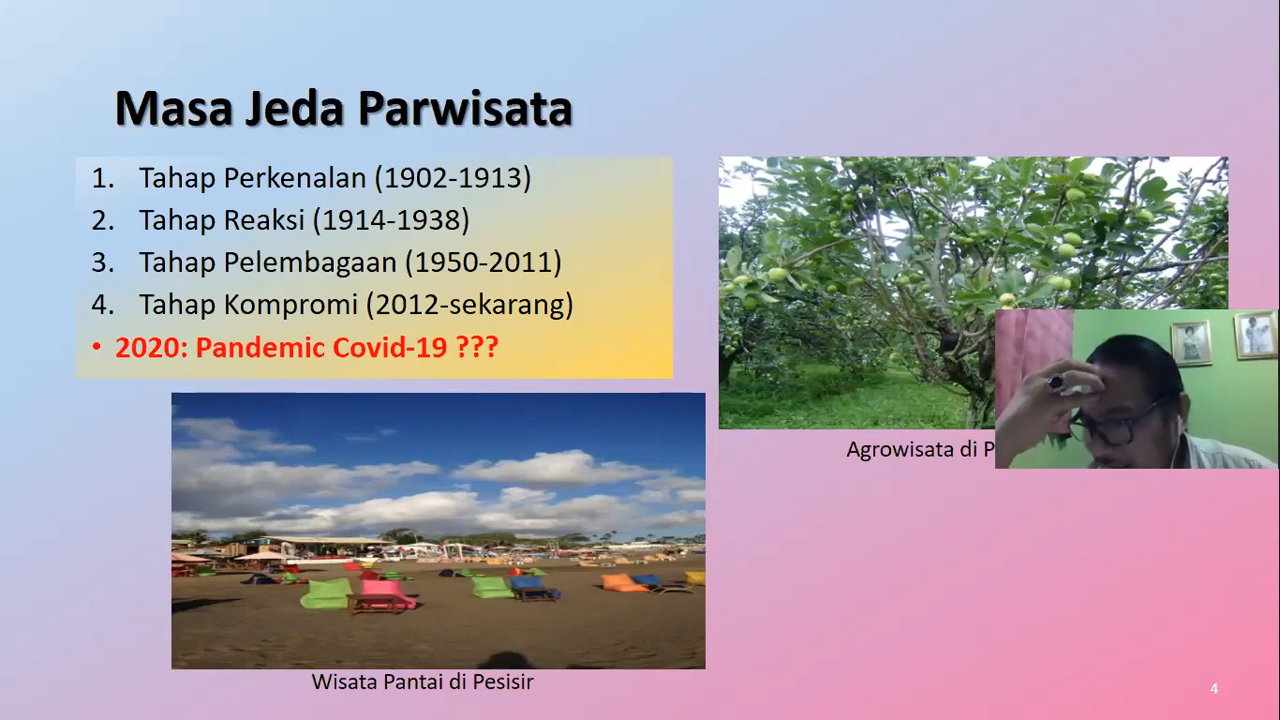 Masa Jeda Parwisata
1. Tahap Perkenalan (1902-1913)
2. Tahap Reaksi (1914-1938)
3. Tahap Pelembagaan (1950-2011)
4. Tahap Kompromi (2012-sekarang)
• 2020: Pandemic Covid-19 ???
Agrowisata di P
Wisata Pantai di Pesisir
4